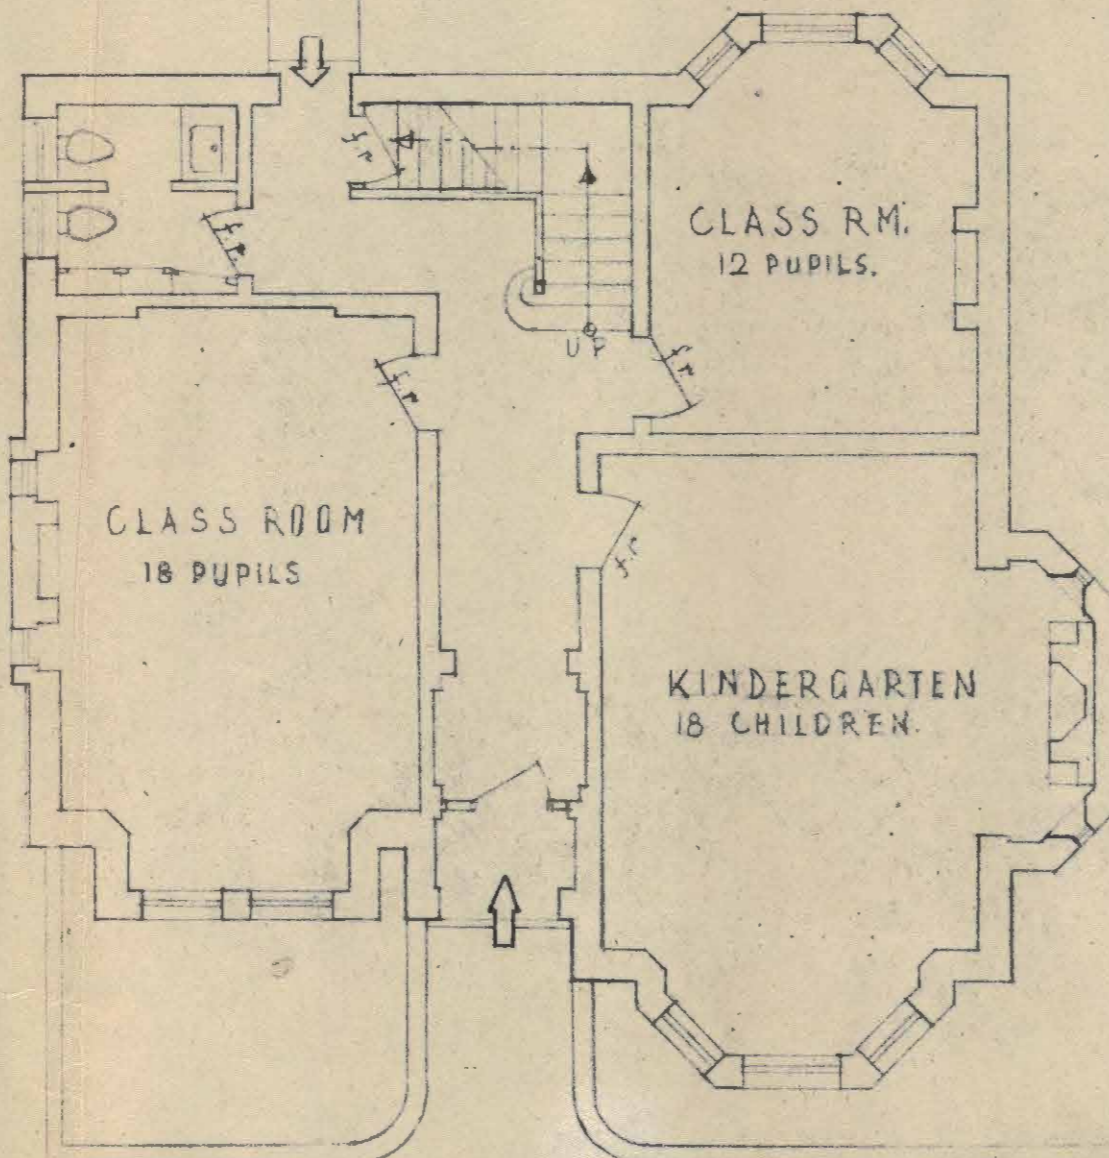 f.r
CLASS RM.
12 PUPILS.
f.r
UP
f.r
f.r
CLASS ROOM
18 PUPILS
f.r
KINDERGARTEN
18 CHILDREN.